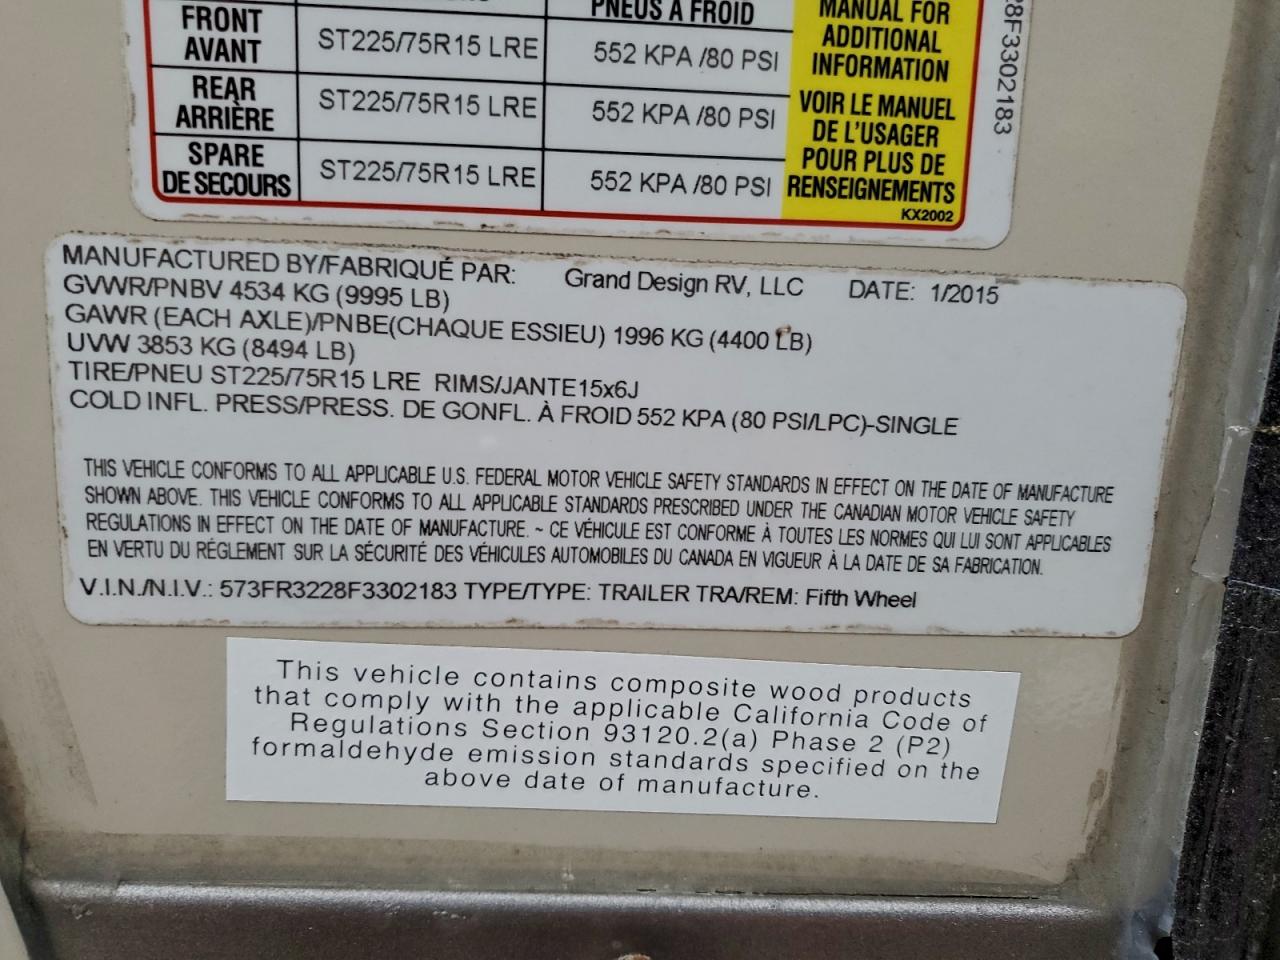 PNEUS À FROID
MANUAL FOR
ADDITIONAL
INFORMATION
FRONT
AVANT
ST225/75R15 LRE
552 KPA /80 PSI
REAR
ARRIÈRE
ST225/75R15 LRE
552 KPA /80 PSI
SPARE
DE SECOURS
ST225/75R15 LRE
552 KPA /80 PSI
VOIR LE MANUEL
DE L'USAGER
POUR PLUS DE
RENSEIGNEMENTS
KX2002
28F3302183
MANUFACTURED BY/FABRIQUÉ PAR: Grand Design RV, LLC DATE: 1/2015
GVWR/PNBV 4534 KG (9995 LB)
GAWR (EACH AXLE)/PNBE(CHAQUE ESSIEU) 1996 KG (4400 LB)
UVW 3853 KG (8494 LB)
TIRE/PNEU ST225/75R15 LRE RIMS/JANTE15x6J
COLD INFL. PRESS/PRESS. DE GONFL. À FROID 552 KPA (80 PSI/LPC)-SINGLE
THIS VEHICLE CONFORMS TO ALL APPLICABLE U.S. FEDERAL MOTOR VEHICLE SAFETY STANDARDS IN EFFECT ON THE DATE OF MANUFACTURE
SHOWN ABOVE. THIS VEHICLE CONFORMS TO ALL APPLICABLE STANDARDS PRESCRIBED UNDER THE CANADIAN MOTOR VEHICLE SAFETY
REGULATIONS IN EFFECT ON THE DATE OF MANUFACTURE. ~ CE VÉHICULE EST CONFORME À TOUTES LES NORMES QUI LUI SONT APPLICABLES
EN VERTU DU RÉGLEMENT SUR LA SÉCURITÉ DES VÉHICULES AUTOMOBILES DU CANADA EN VIGUEUR À LA DATE DE SA FABRICATION.
V.I.N./N.I.V.: 573FR3228F3302183 TYPE/TYPE: TRAILER TRA/REM: Fifth Wheel
This vehicle contains composite wood products
that comply with the applicable California Code of
Regulations Section 93120.2(a) Phase 2 (P2)
formaldehyde emission standards specified on the
above date of manufacture.